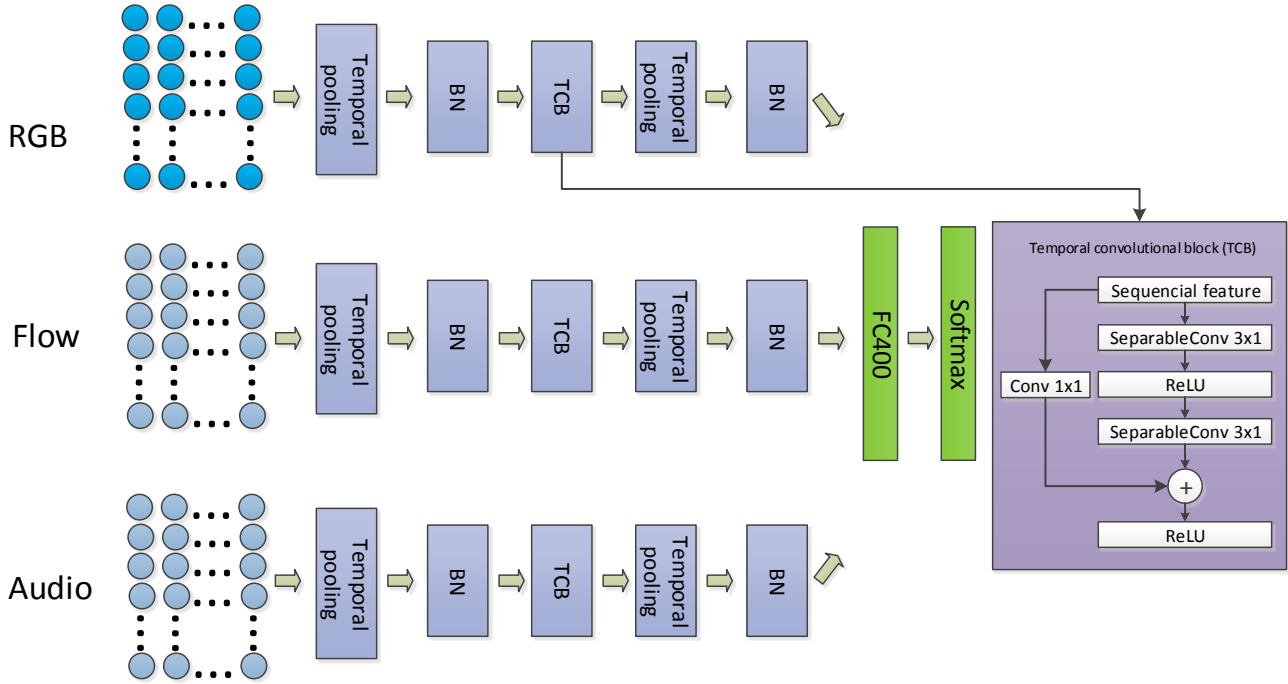 RGB
Temporal
pooling
BN
TCB
Temporal
pooling
BN
Flow
Temporal
pooling
BN
TCB
Temporal
pooling
BN
FC400
Softmax
Temporal convolutional block (TCB)
Sequencial feature
SeparableConv 3x1
Conv 1x1
ReLU
SeparableConv 3x1
+
ReLU
Audio
Temporal
pooling
BN
TCB
Temporal
pooling
BN